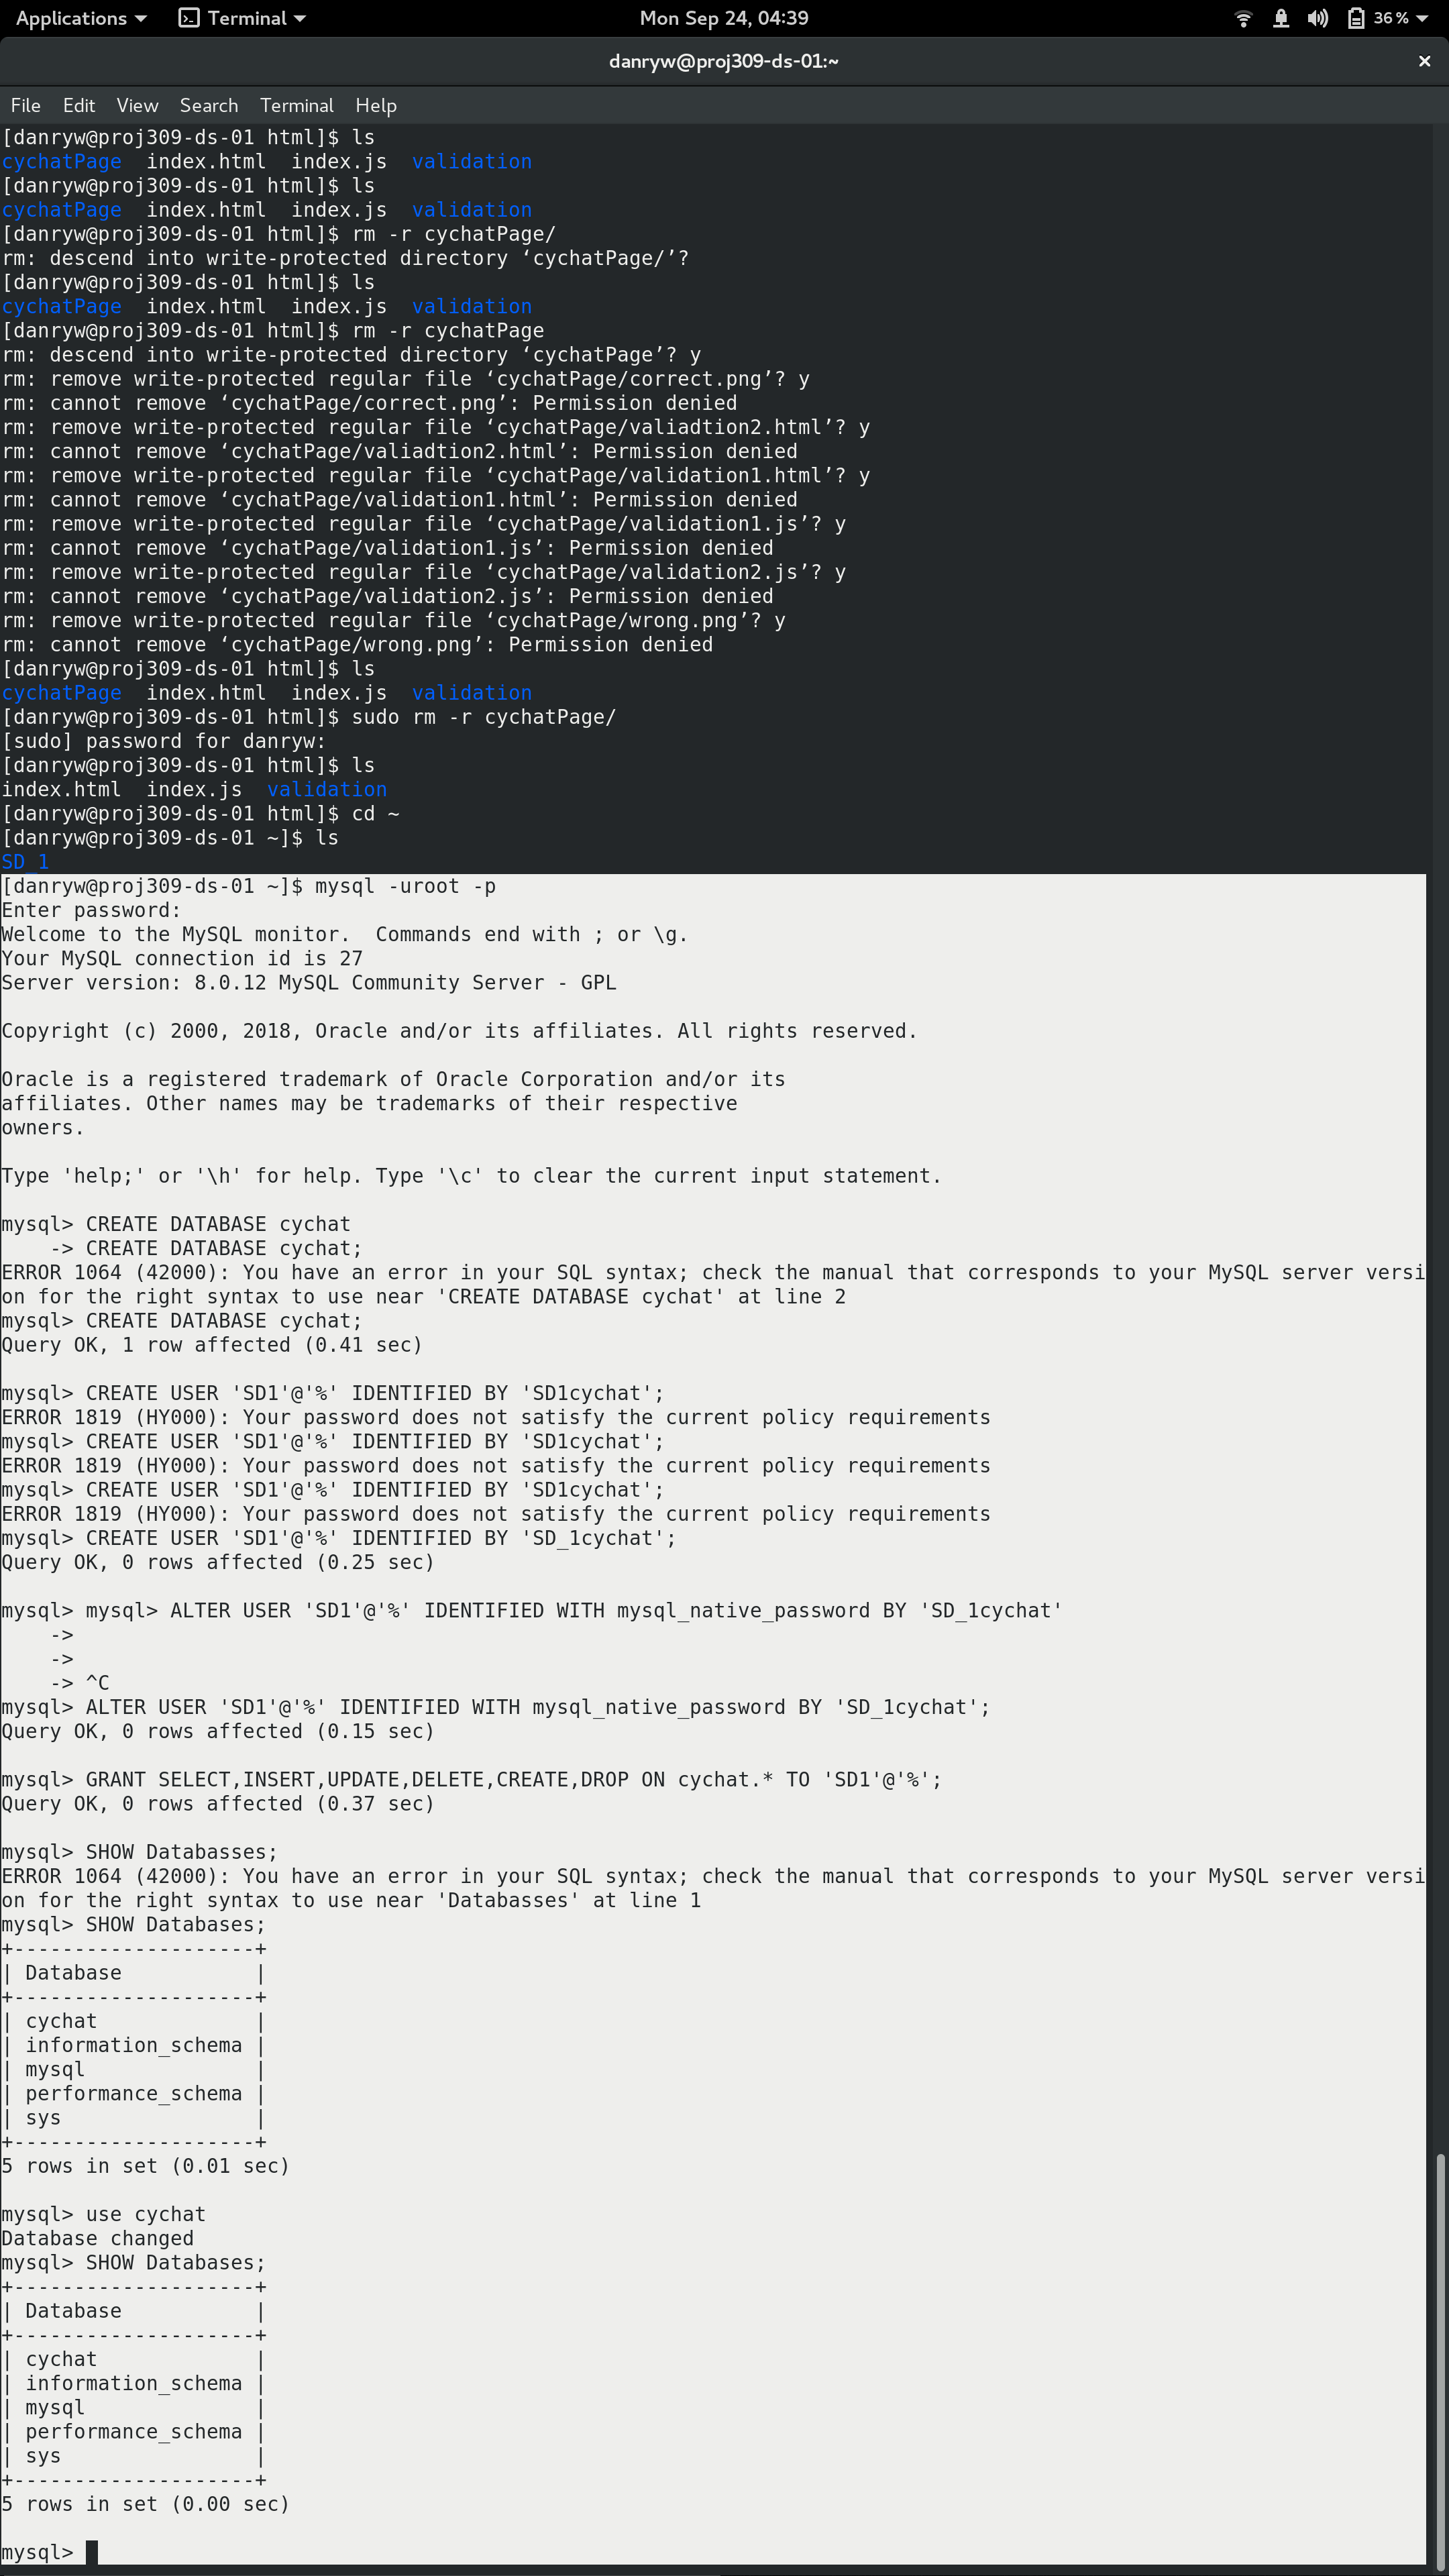 Applications Terminal Mon Sep 24, 04:39 36 %
danryw@proj309-ds-01:~ ×
File Edit View Search Terminal Help
[danryw@proj309-ds-01 html]$ ls
cychatPage  index.html  index.js  validation
[danryw@proj309-ds-01 html]$ ls
cychatPage  index.html  index.js  validation
[danryw@proj309-ds-01 html]$ rm -r cychatPage/
rm: descend into write-protected directory ‘cychatPage/’?
[danryw@proj309-ds-01 html]$ ls
cychatPage  index.html  index.js  validation
[danryw@proj309-ds-01 html]$ rm -r cychatPage
rm: descend into write-protected directory ‘cychatPage’? y
rm: remove write-protected regular file ‘cychatPage/correct.png’? y
rm: cannot remove ‘cychatPage/correct.png’: Permission denied
rm: remove write-protected regular file ‘cychatPage/valiadtion2.html’? y
rm: cannot remove ‘cychatPage/valiadtion2.html’: Permission denied
rm: remove write-protected regular file ‘cychatPage/validation1.html’? y
rm: cannot remove ‘cychatPage/validation1.html’: Permission denied
rm: remove write-protected regular file ‘cychatPage/validation1.js’? y
rm: cannot remove ‘cychatPage/validation1.js’: Permission denied
rm: remove write-protected regular file ‘cychatPage/validation2.js’? y
rm: cannot remove ‘cychatPage/validation2.js’: Permission denied
rm: remove write-protected regular file ‘cychatPage/wrong.png’? y
rm: cannot remove ‘cychatPage/wrong.png’: Permission denied
[danryw@proj309-ds-01 html]$ ls
cychatPage  index.html  index.js  validation
[danryw@proj309-ds-01 html]$ sudo rm -r cychatPage/
[sudo] password for danryw:
[danryw@proj309-ds-01 html]$ ls
index.html  index.js  validation
[danryw@proj309-ds-01 html]$ cd ~
[danryw@proj309-ds-01 ~]$ ls
SD_1
[danryw@proj309-ds-01 ~]$ mysql -uroot -p
Enter password:
Welcome to the MySQL monitor.  Commands end with ; or \g.
Your MySQL connection id is 27
Server version: 8.0.12 MySQL Community Server - GPL
Copyright (c) 2000, 2018, Oracle and/or its affiliates. All rights reserved.
Oracle is a registered trademark of Oracle Corporation and/or its
affiliates. Other names may be trademarks of their respective
owners.
Type 'help;' or '\h' for help. Type '\c' to clear the current input statement.
mysql> CREATE DATABASE cychat
    -> CREATE DATABASE cychat;
ERROR 1064 (42000): You have an error in your SQL syntax; check the manual that corresponds to your MySQL server versi
on for the right syntax to use near 'CREATE DATABASE cychat' at line 2
mysql> CREATE DATABASE cychat;
Query OK, 1 row affected (0.41 sec)
mysql> CREATE USER 'SD1'@'%' IDENTIFIED BY 'SD1cychat';
ERROR 1819 (HY000): Your password does not satisfy the current policy requirements
mysql> CREATE USER 'SD1'@'%' IDENTIFIED BY 'SD1cychat';
ERROR 1819 (HY000): Your password does not satisfy the current policy requirements
mysql> CREATE USER 'SD1'@'%' IDENTIFIED BY 'SD1cychat';
ERROR 1819 (HY000): Your password does not satisfy the current policy requirements
mysql> CREATE USER 'SD1'@'%' IDENTIFIED BY 'SD_1cychat';
Query OK, 0 rows affected (0.25 sec)
mysql> mysql> ALTER USER 'SD1'@'%' IDENTIFIED WITH mysql_native_password BY 'SD_1cychat'
    ->
    ->
    -> ^C
mysql> ALTER USER 'SD1'@'%' IDENTIFIED WITH mysql_native_password BY 'SD_1cychat';
Query OK, 0 rows affected (0.15 sec)
mysql> GRANT SELECT,INSERT,UPDATE,DELETE,CREATE,DROP ON cychat.* TO 'SD1'@'%';
Query OK, 0 rows affected (0.37 sec)
mysql> SHOW Databasses;
ERROR 1064 (42000): You have an error in your SQL syntax; check the manual that corresponds to your MySQL server versi
on for the right syntax to use near 'Databasses' at line 1
mysql> SHOW Databases;
+--------------------+
| Database           |
+--------------------+
| cychat             |
| information_schema |
| mysql              |
| performance_schema |
| sys                |
+--------------------+
5 rows in set (0.01 sec)
mysql> use cychat
Database changed
mysql> SHOW Databases;
+--------------------+
| Database           |
+--------------------+
| cychat             |
| information_schema |
| mysql              |
| performance_schema |
| sys                |
+--------------------+
5 rows in set (0.00 sec)
mysql>